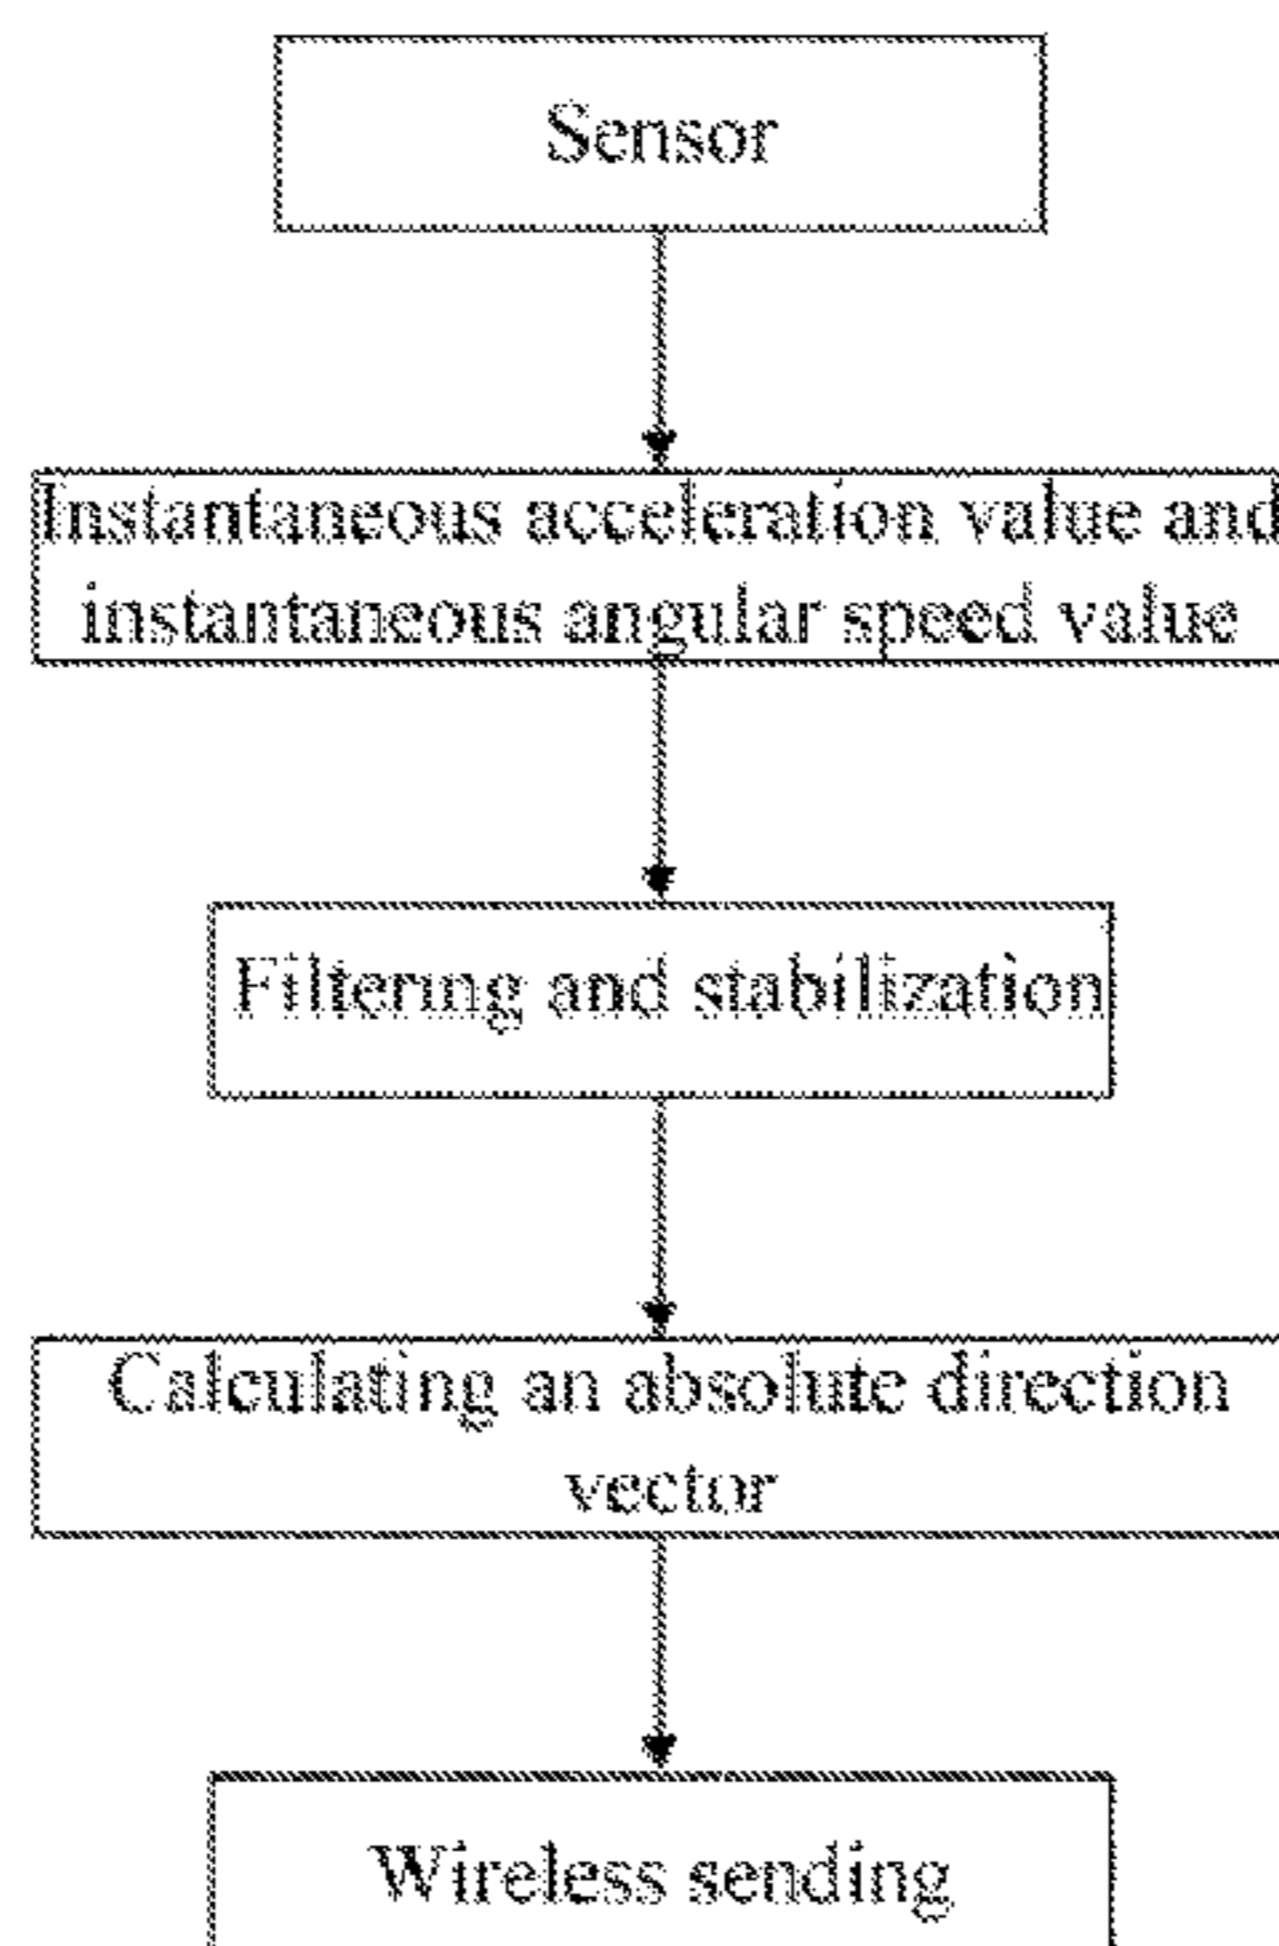 Sensor
Instantaneous acceleration value and
instantaneous angular speed value
Filtering and stabilization
Calculating an absolute direction
vector
Wireless sending